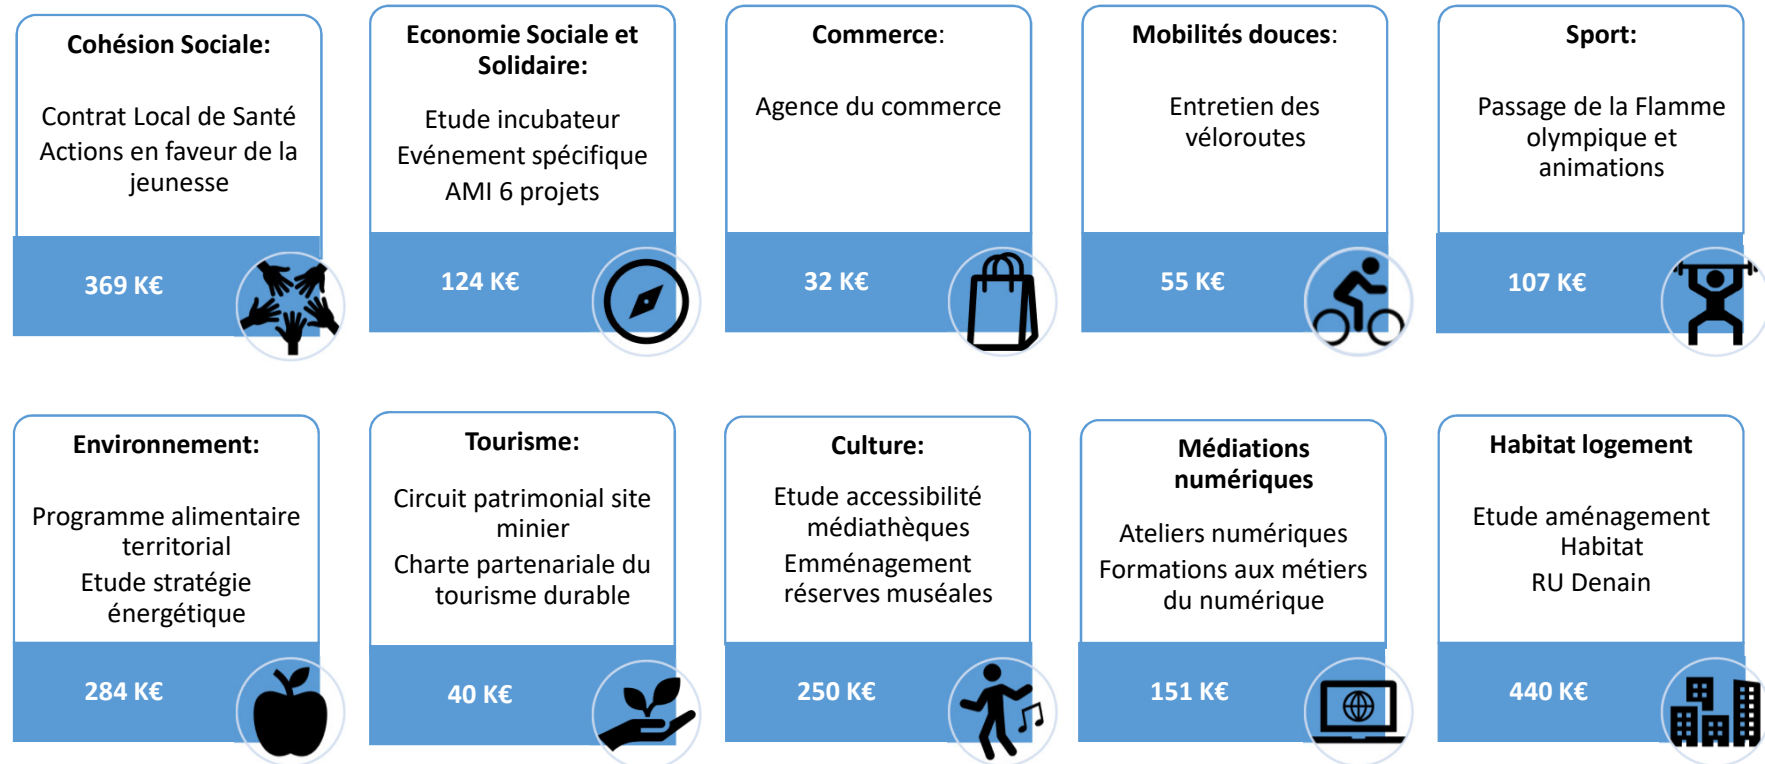 Cohésion Sociale:
Contrat Local de Santé
Actions en faveur de la
jeunesse
369 K€
Economie Sociale et
Solidaire:
Etude incubateur
Evénement spécifique
AMI 6 projets
124 K€
Commerce:
Agence du commerce
32 K€
Mobilités douces:
Entretien des
véloroutes
55 K€
Sport:
Passage de la Flamme
olympique et
animations
107 K€
Environnement:
Programme alimentaire
territorial
Etude stratégie
énergétique
284 K€
Tourisme:
Circuit patrimonial site
minier
Charte partenariale du
tourisme durable
40 K€
Culture:
Etude accessibilité
médiathèques
Emménagement
réserves muséales
250 K€
Médiations
numériques
Ateliers numériques
Formations aux métiers
du numérique
151 K€
Habitat logement
Etude aménagement
Habitat
RU Denain
440 K€